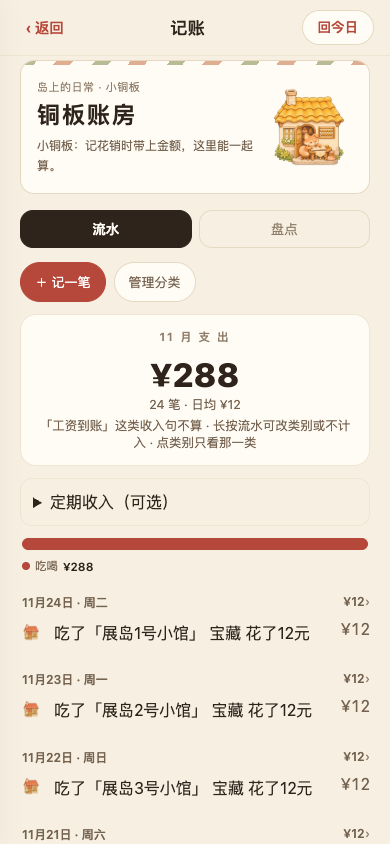 ‹ 返回
记账
回今日
岛上的日常 · 小铜板
铜板账房
小铜板：记花销时带上金额，这里能一起
算。
流水
盘点
＋ 记一笔
管理分类
11 月 支 出
¥288
24 笔 · 日均 ¥12
「工资到账」这类收入句不算 · 长按流水可改类别或不计
入 · 点类别只看那一类
▶ 定期收入（可选）
吃喝 ¥288
11月24日 · 周二 ¥12›
吃了「展岛1号小馆」 宝藏 花了12元 ¥12
11月23日 · 周一 ¥12›
吃了「展岛2号小馆」 宝藏 花了12元 ¥12
11月22日 · 周日 ¥12›
吃了「展岛3号小馆」 宝藏 花了12元 ¥12
11月21日 · 周六 ¥12›